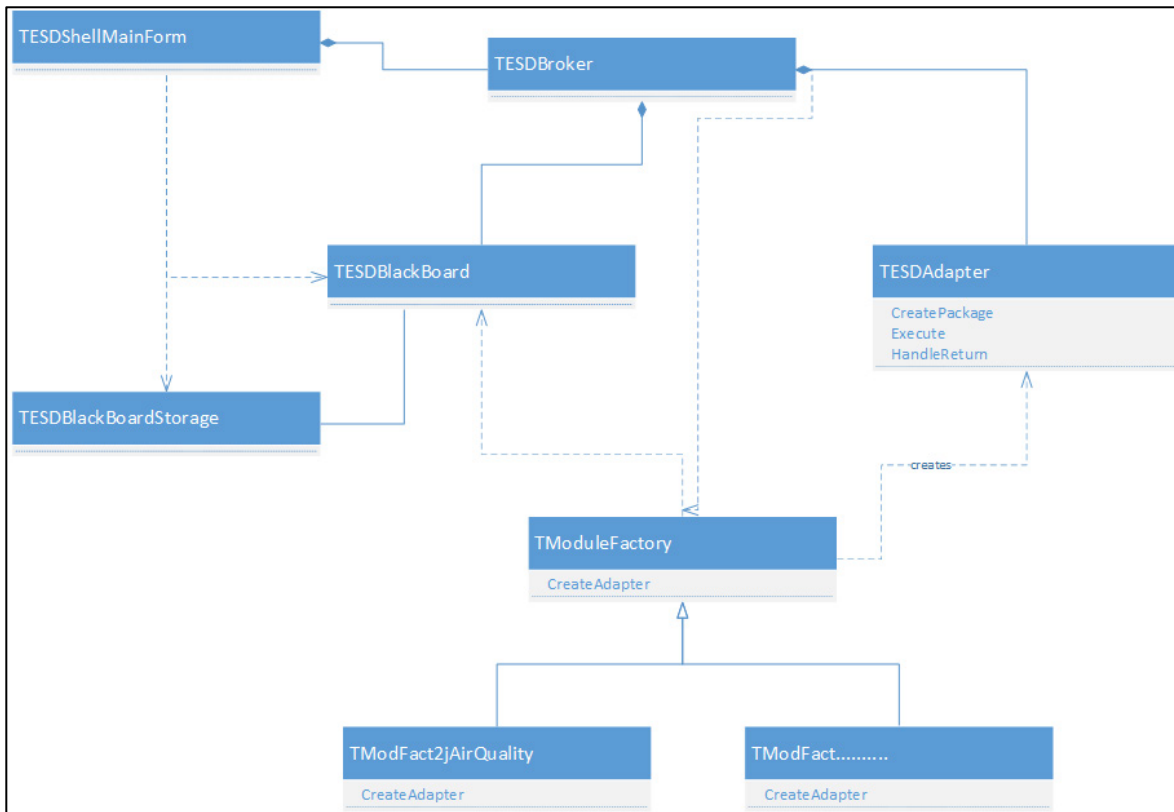 TESDShellMainForm
TESDBroker
TESDBlackBoard
TESDAdapter
CreatePackage
Execute
HandleReturn
TESDBlackBoardStorage
creates
TModuleFactory
CreateAdapter
TModFact2jAirQuality
CreateAdapter
TModFact..........
CreateAdapter